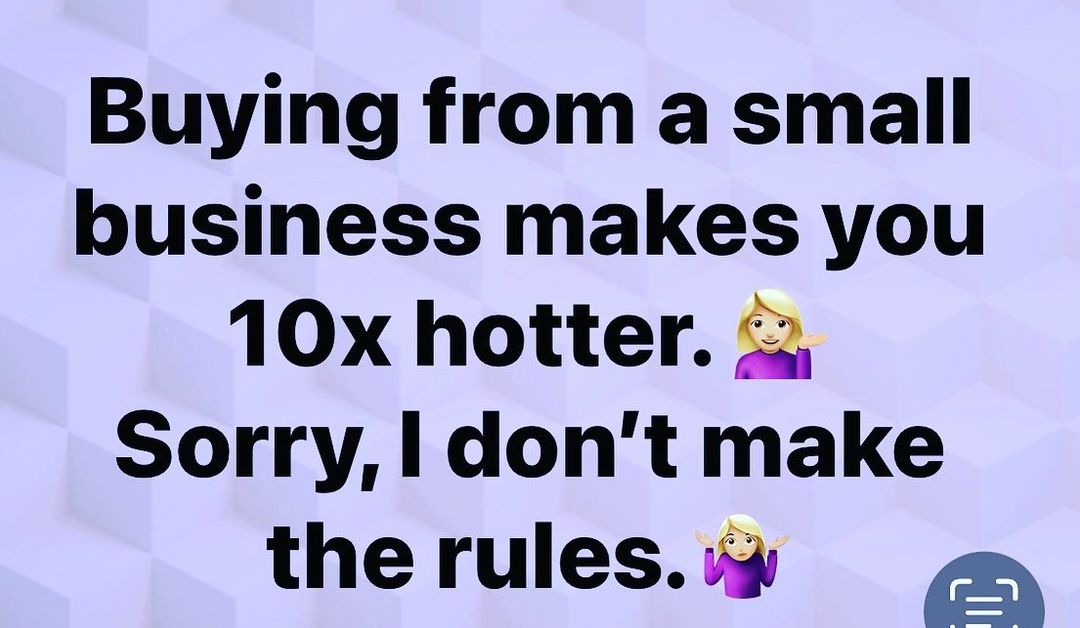 Buying from a small
business makes you
10x hotter. 💁🏼‍♀️
Sorry, I don’t make
the rules. 🤷🏼‍♀️